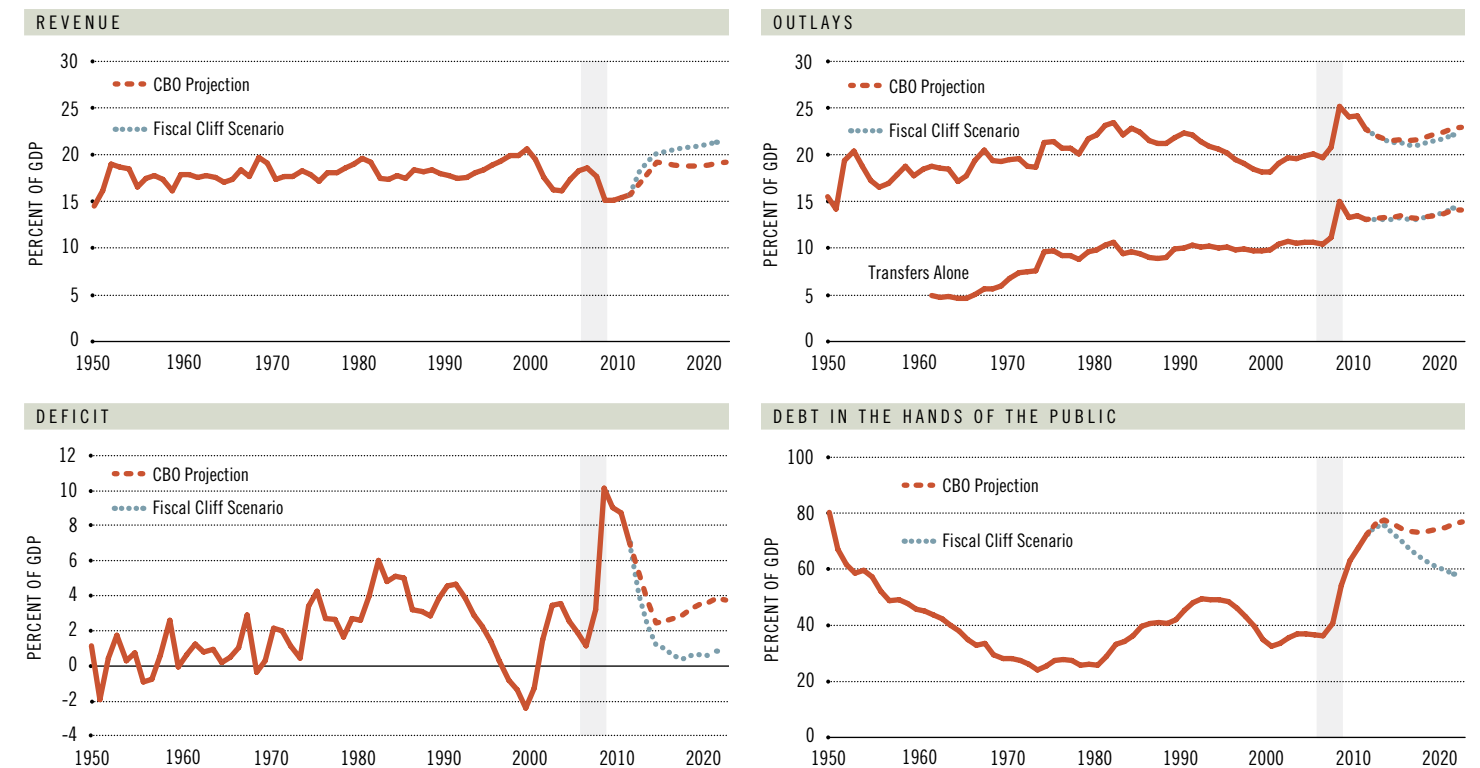 REVENUE
PERCENT OF GDP
30
25
20
15
10
5
0
CBO Projection
Fiscal Cliff Scenario
1950 1960 1970 1980 1990 2000 2010 2020
OUTLAYS
PERCENT OF GDP
30
25
20
15
10
5
0
CBO Projection
Fiscal Cliff Scenario
Transfers Alone
1950 1960 1970 1980 1990 2000 2010 2020
DEFICIT
PERCENT OF GDP
12
10
8
6
4
2
0
-2
-4
CBO Projection
Fiscal Cliff Scenario
1950 1960 1970 1980 1990 2000 2010 2020
DEBT IN THE HANDS OF THE PUBLIC
PERCENT OF GDP
100
80
60
40
20
0
CBO Projection
Fiscal Cliff Scenario
1950 1960 1970 1980 1990 2000 2010 2020